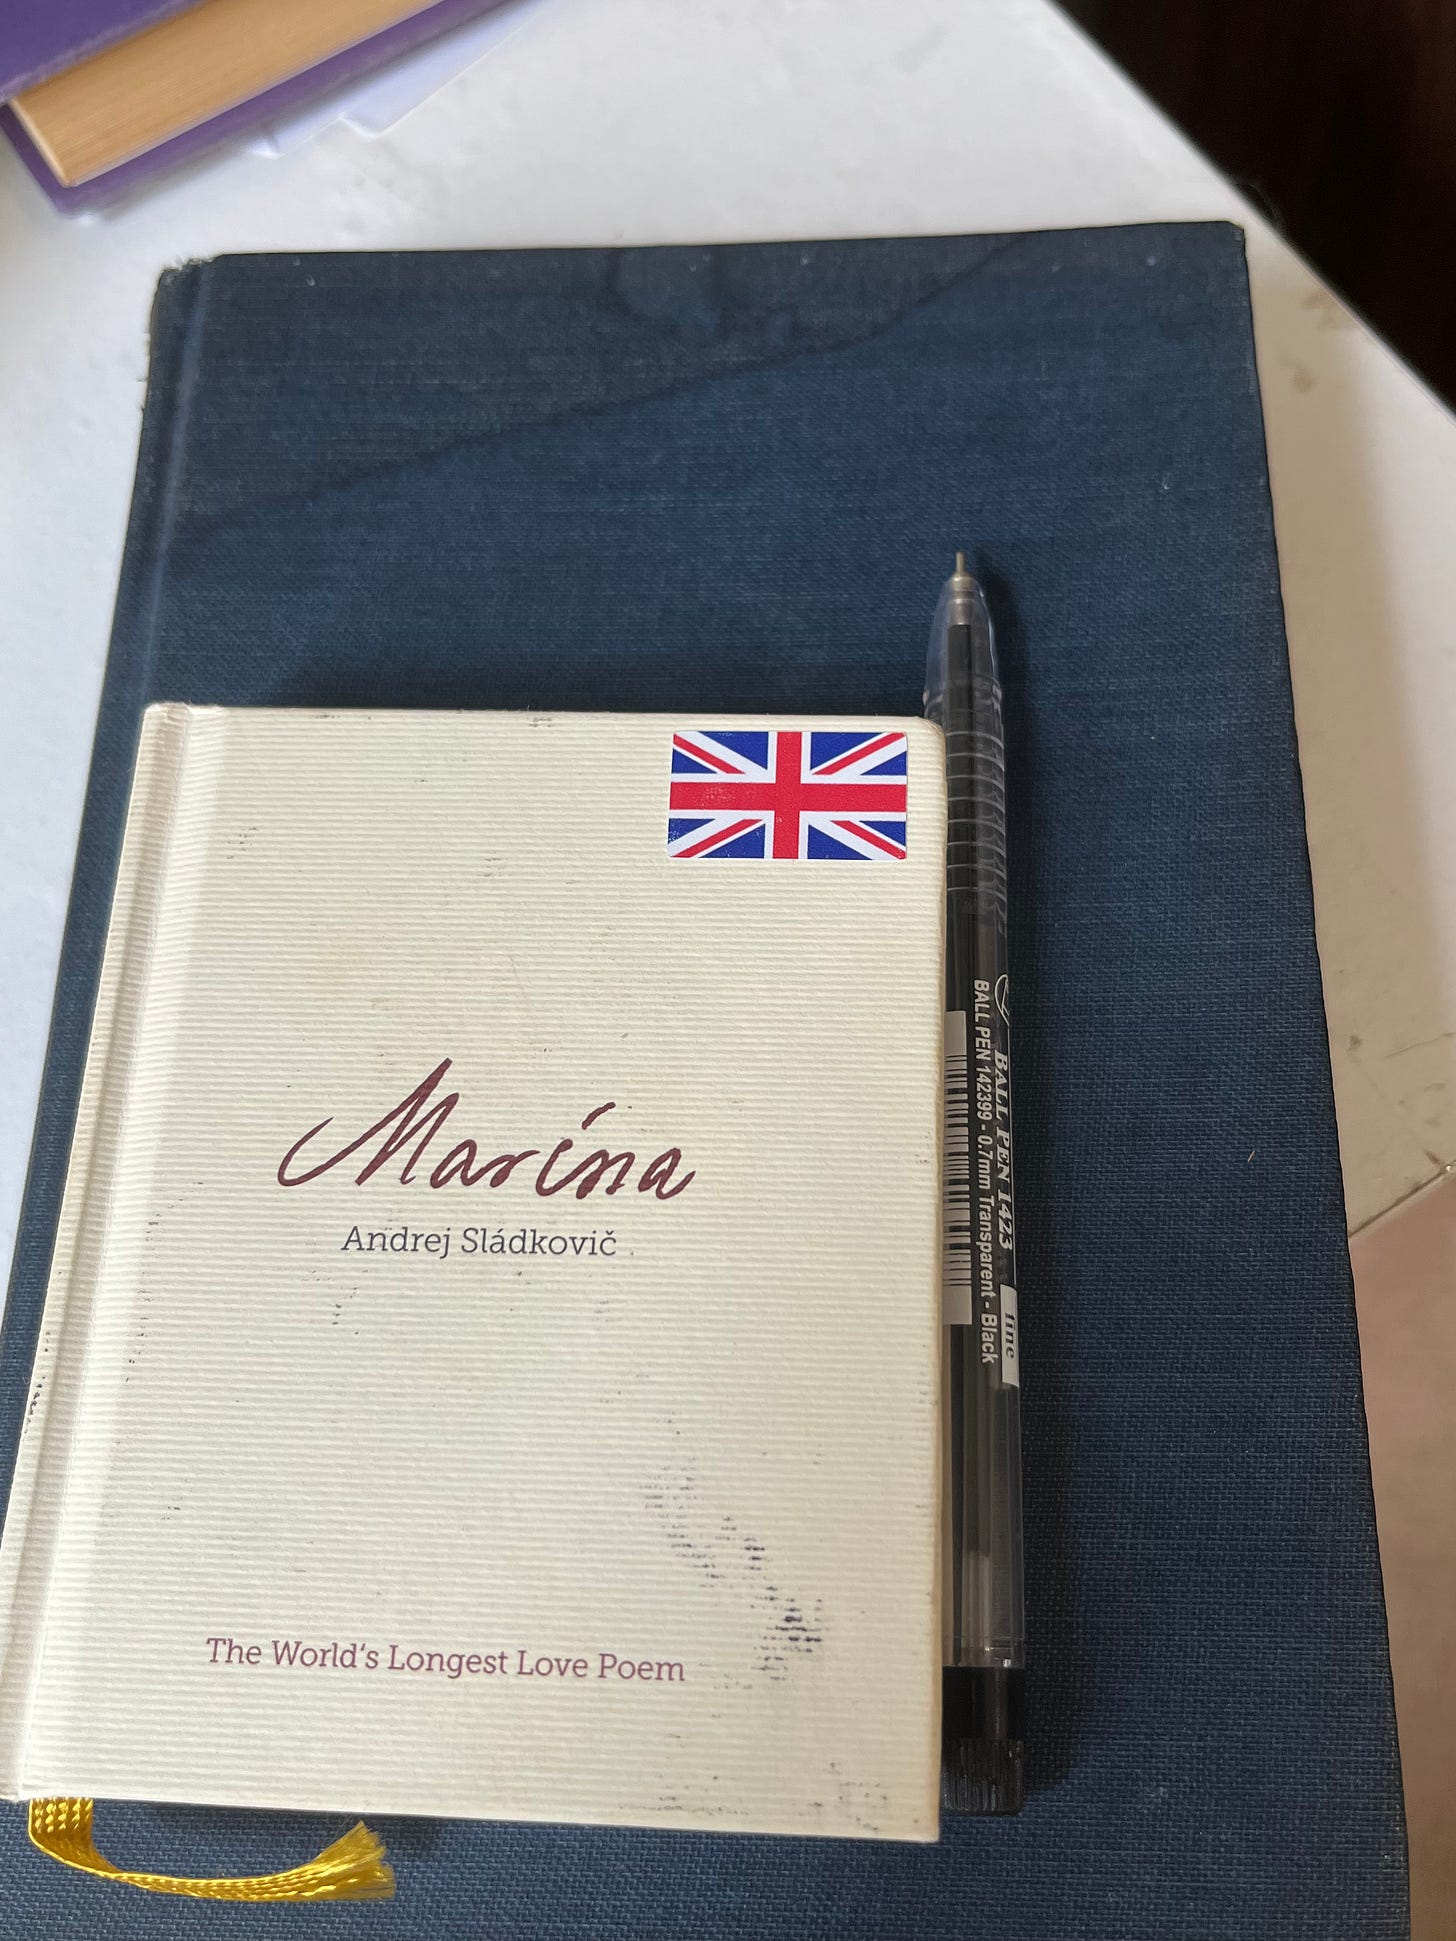 Marína
Andrej Sládkovič
The World's Longest Love Poem
BALL PEN 1423 fine
BALL PEN 142399 - 0.7mm Transparent - Black